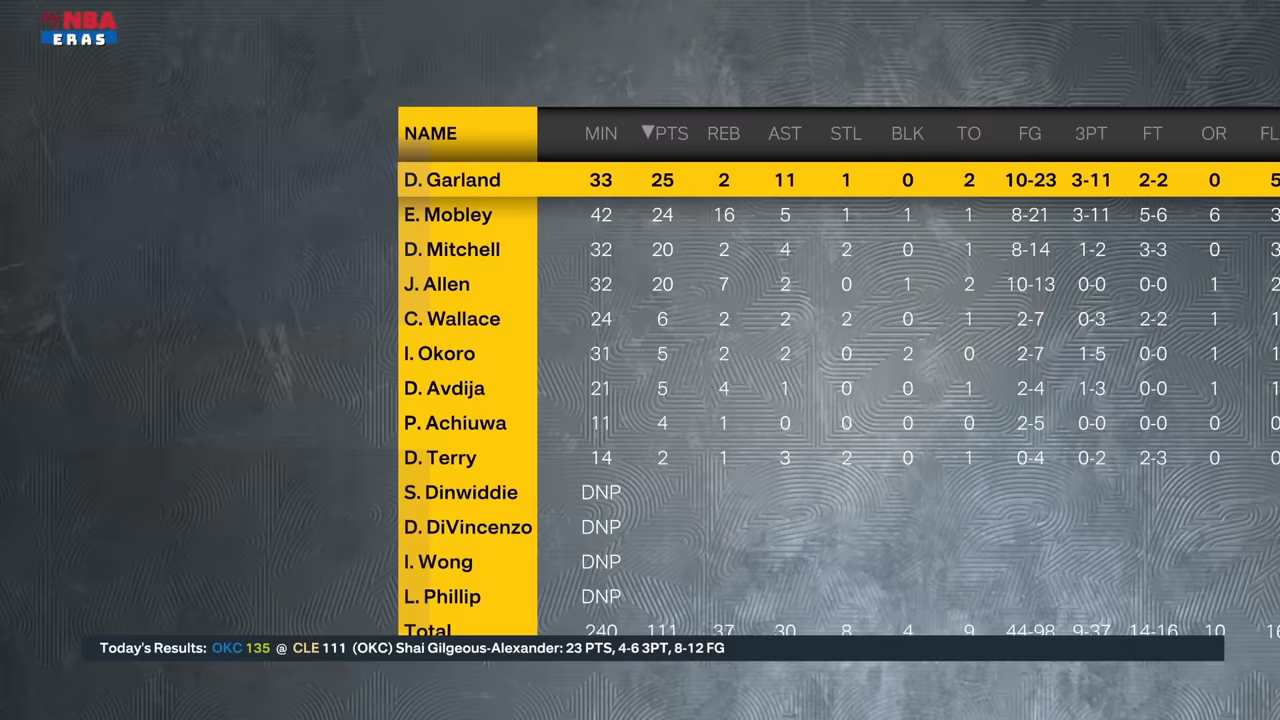 NBA
ERAS
NAME MIN ▼PTS REB AST STL BLK TO FG 3PT FT OR FL
D. Garland 33 25 2 11 1 0 2 10-23 3-11 2-2 0 5
E. Mobley 42 24 16 5 1 1 1 8-21 3-11 5-6 6 3
D. Mitchell 32 20 2 4 2 0 1 8-14 1-2 3-3 0 3
J. Allen 32 20 7 2 0 1 2 10-13 0-0 0-0 1 2
C. Wallace 24 6 2 2 2 0 1 2-7 0-3 2-2 1 1
I. Okoro 31 5 2 2 0 2 0 2-7 1-5 0-0 1 1
D. Avdija 21 5 4 1 0 0 1 2-4 1-3 0-0 1 1
P. Achiuwa 11 4 1 0 0 0 0 2-5 0-0 0-0 0 0
D. Terry 14 2 1 3 2 0 1 0-4 0-2 2-3 0 0
S. Dinwiddie DNP
D. DiVincenzo DNP
I. Wong DNP
L. Phillip DNP
Total 240 111 37 30 8 4 9 44-98 9-37 14-16 10 16
Today's Results: OKC 135 @ CLE 111 (OKC) Shai Gilgeous-Alexander: 23 PTS, 4-6 3PT, 8-12 FG